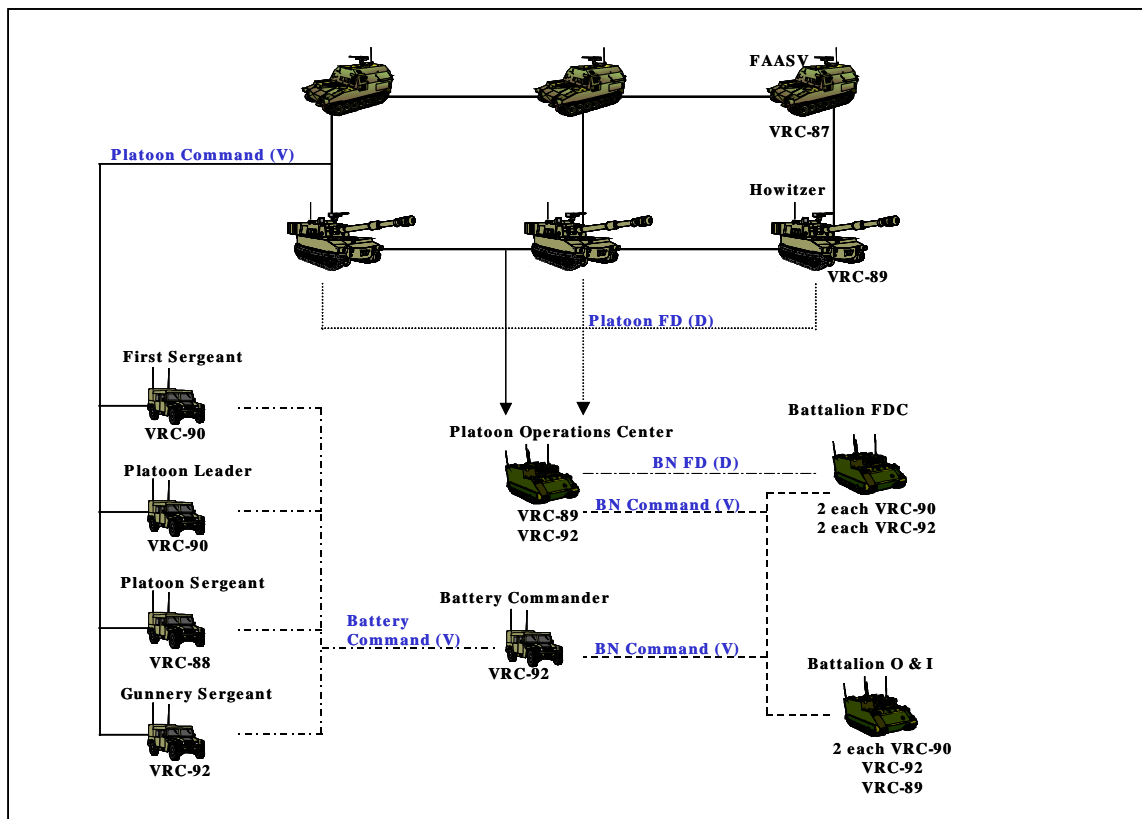 FAASV
VRC-87
Platoon Command (V)
Howitzer
VRC-89
Platoon FD (D)
First Sergeant
VRC-90
Platoon Leader
VRC-90
Platoon Sergeant
VRC-88
Gunnery Sergeant
VRC-92
Battery
Command (V)
Platoon Operations Center
VRC-89
VRC-92
BN FD (D)
BN Command (V)
Battalion FDC
2 each VRC-90
2 each VRC-92
Battery Commander
VRC-92
BN Command (V)
Battalion O & I
2 each VRC-90
VRC-92
VRC-89